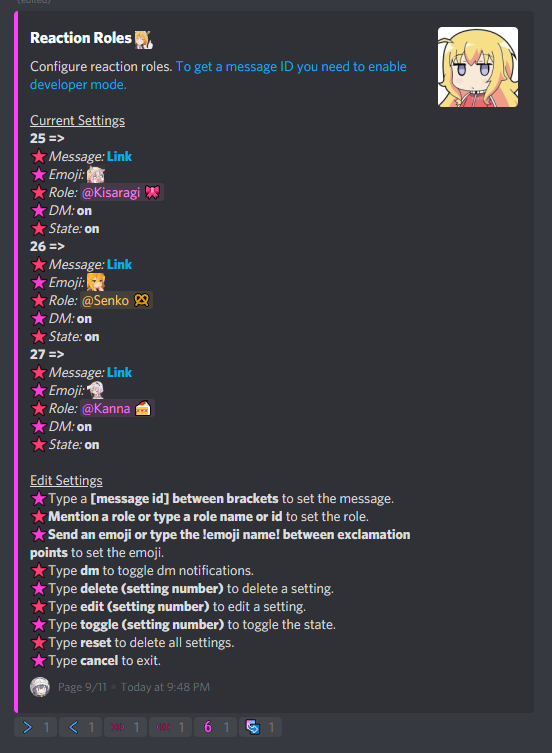 (edited)
Reaction Roles
Configure reaction roles. To get a message ID you need to enable
developer mode.
Current Settings
25 =>
Message: Link
Emoji:
Role: @Kisaragi
DM: on
State: on
26 =>
Message: Link
Emoji:
Role: @Senko
DM: on
State: on
27 =>
Message: Link
Emoji:
Role: @Kanna
DM: on
State: on
Edit Settings
Type a [message id] between brackets to set the message.
Mention a role or type a role name or id to set the role.
Send an emoji or type the !emoji name! between exclamation
points to set the emoji.
Type dm to toggle dm notifications.
Type delete (setting number) to delete a setting.
Type edit (setting number) to edit a setting.
Type toggle (setting number) to toggle the state.
Type reset to delete all settings.
Type cancel to exit.
Page 9/11 • Today at 9:48 PM
> 1 < 1 1 1 6 1 1